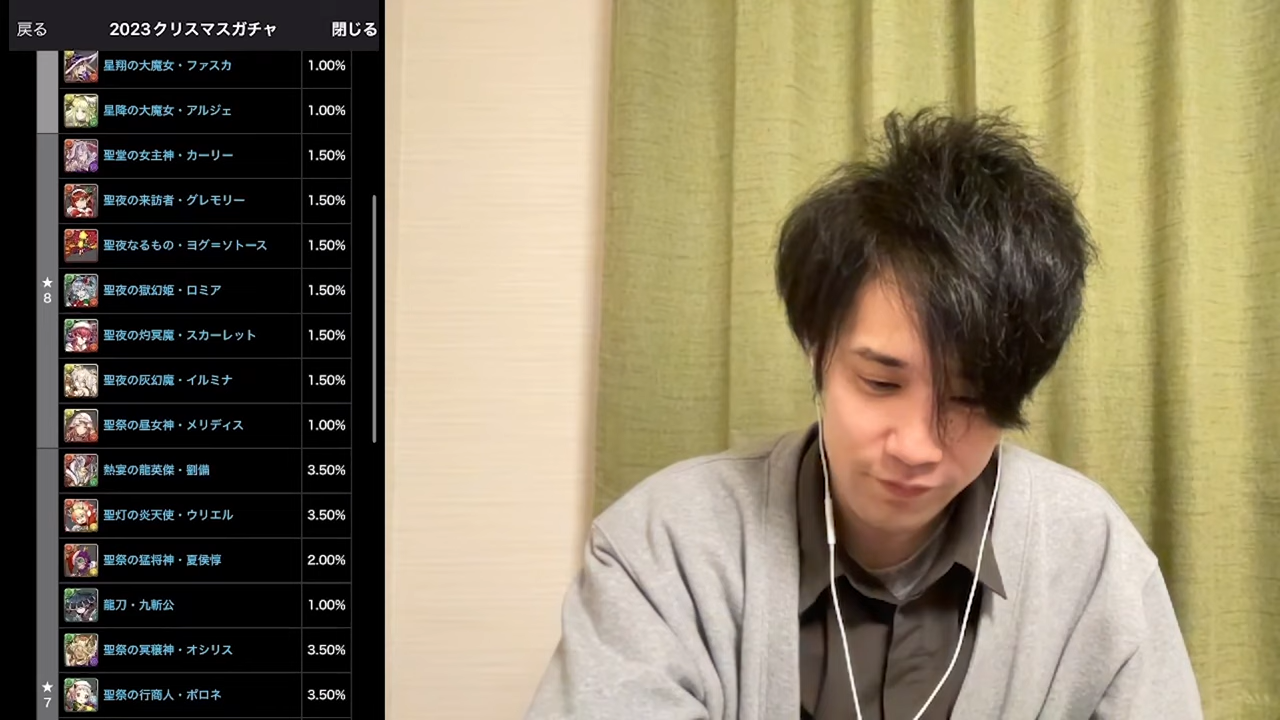 戻る 2023クリスマスガチャ 閉じる
星翔の大魔女・ファスカ 1.00%
星降の大魔女・アルジェ 1.00%
聖堂の女主神・カーリー 1.50%
聖夜の来訪者・グレモリー 1.50%
聖夜なるもの・ヨグ=ソトース 1.50%
★8
聖夜の獄幻姫・ロミア 1.50%
聖夜の灼冥魔・スカーレット 1.50%
聖夜の灰幻魔・イルミナ 1.50%
聖祭の昼女神・メリディス 1.00%
熱宴の龍英傑・劉備 3.50%
聖灯の炎天使・ウリエル 3.50%
聖祭の猛将神・夏侯惇 2.00%
龍刀・九斬公 1.00%
聖祭の冥穣神・オシリス 3.50%
★7
聖祭の行商人・ポロネ 3.50%